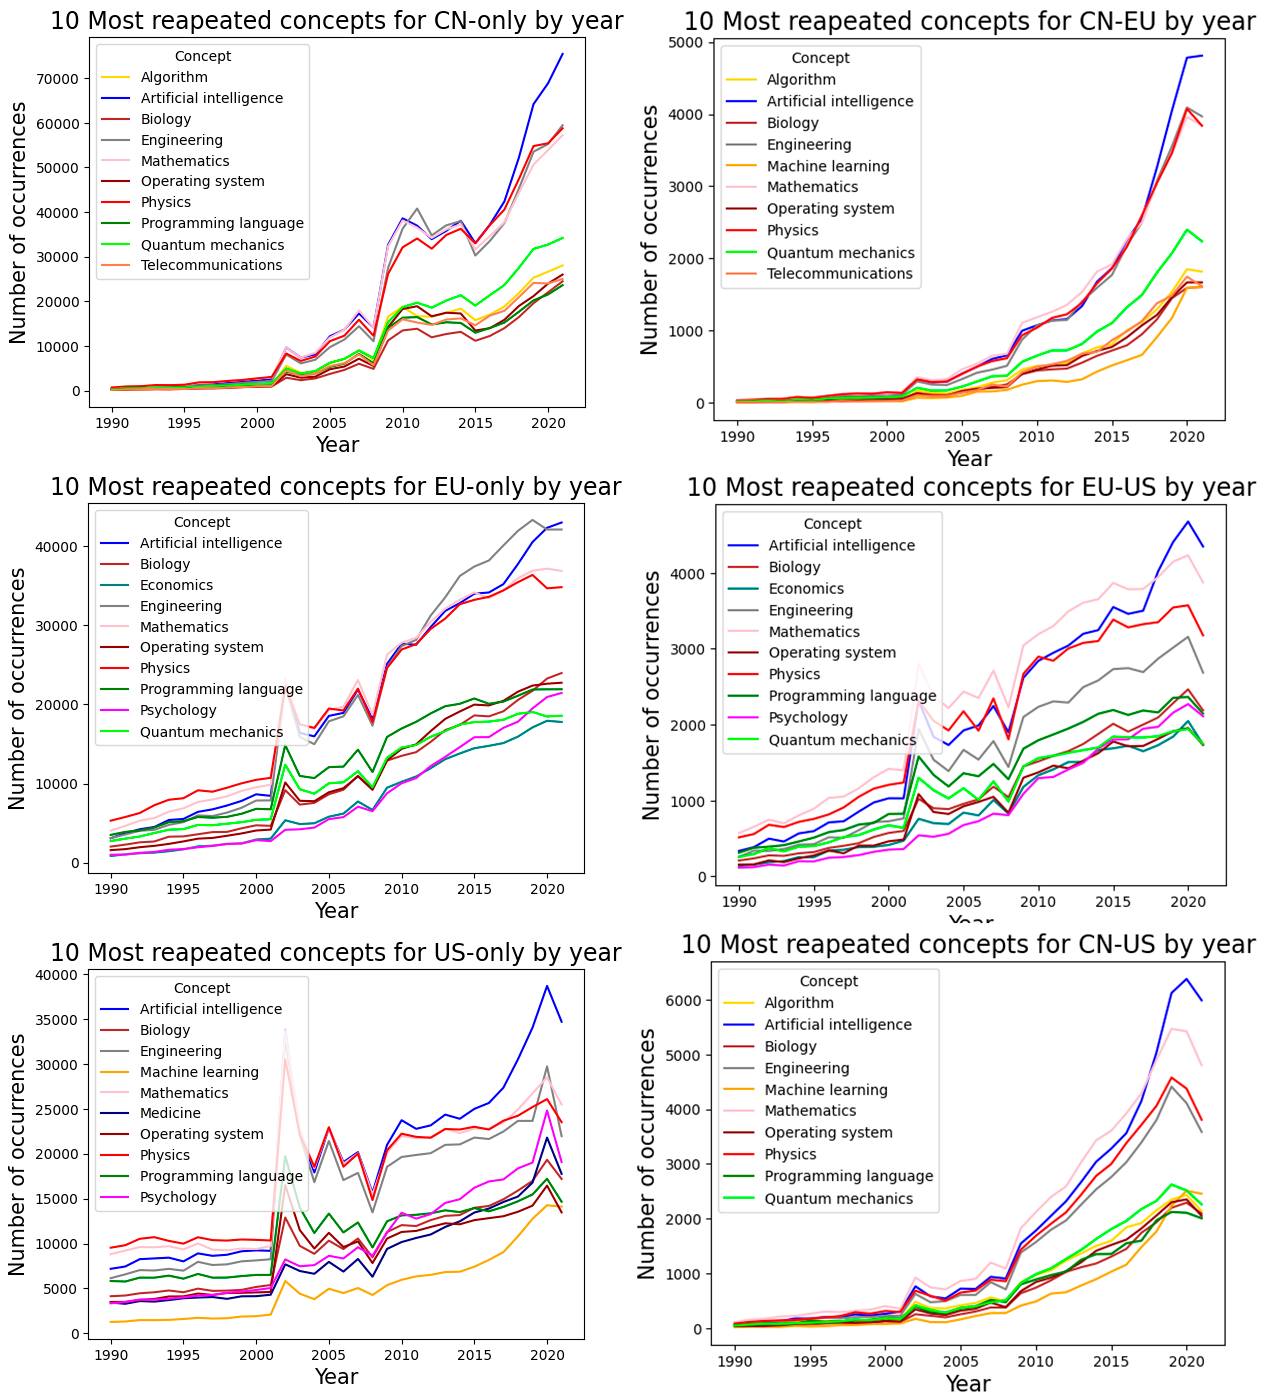 10 Most reapeated concepts for CN-only by year
Number of occurrences
70000
60000
50000
40000
30000
20000
10000
0
Concept
Algorithm
Artificial intelligence
Biology
Engineering
Mathematics
Operating system
Physics
Programming language
Quantum mechanics
Telecommunications
1990 1995 2000 2005 2010 2015 2020
Year
10 Most reapeated concepts for CN-EU by year
Number of occurrences
5000
4000
3000
2000
1000
0
Concept
Algorithm
Artificial intelligence
Biology
Engineering
Machine learning
Mathematics
Operating system
Physics
Quantum mechanics
Telecommunications
1990 1995 2000 2005 2010 2015 2020
Year
10 Most reapeated concepts for EU-only by year
Number of occurrences
40000
30000
20000
10000
0
Concept
Artificial intelligence
Biology
Economics
Engineering
Mathematics
Operating system
Physics
Programming language
Psychology
Quantum mechanics
1990 1995 2000 2005 2010 2015 2020
Year
10 Most reapeated concepts for EU-US by year
Number of occurrences
4000
3000
2000
1000
0
Concept
Artificial intelligence
Biology
Economics
Engineering
Mathematics
Operating system
Physics
Programming language
Psychology
Quantum mechanics
1990 1995 2000 2005 2010 2015 2020
Year
10 Most reapeated concepts for US-only by year
Number of occurrences
40000
35000
30000
25000
20000
15000
10000
5000
0
Concept
Artificial intelligence
Biology
Engineering
Machine learning
Mathematics
Medicine
Operating system
Physics
Programming language
Psychology
1990 1995 2000 2005 2010 2015 2020
Year
10 Most reapeated concepts for CN-US by year
Number of occurrences
6000
5000
4000
3000
2000
1000
0
Concept
Algorithm
Artificial intelligence
Biology
Engineering
Machine learning
Mathematics
Operating system
Physics
Programming language
Quantum mechanics
1990 1995 2000 2005 2010 2015 2020
Year